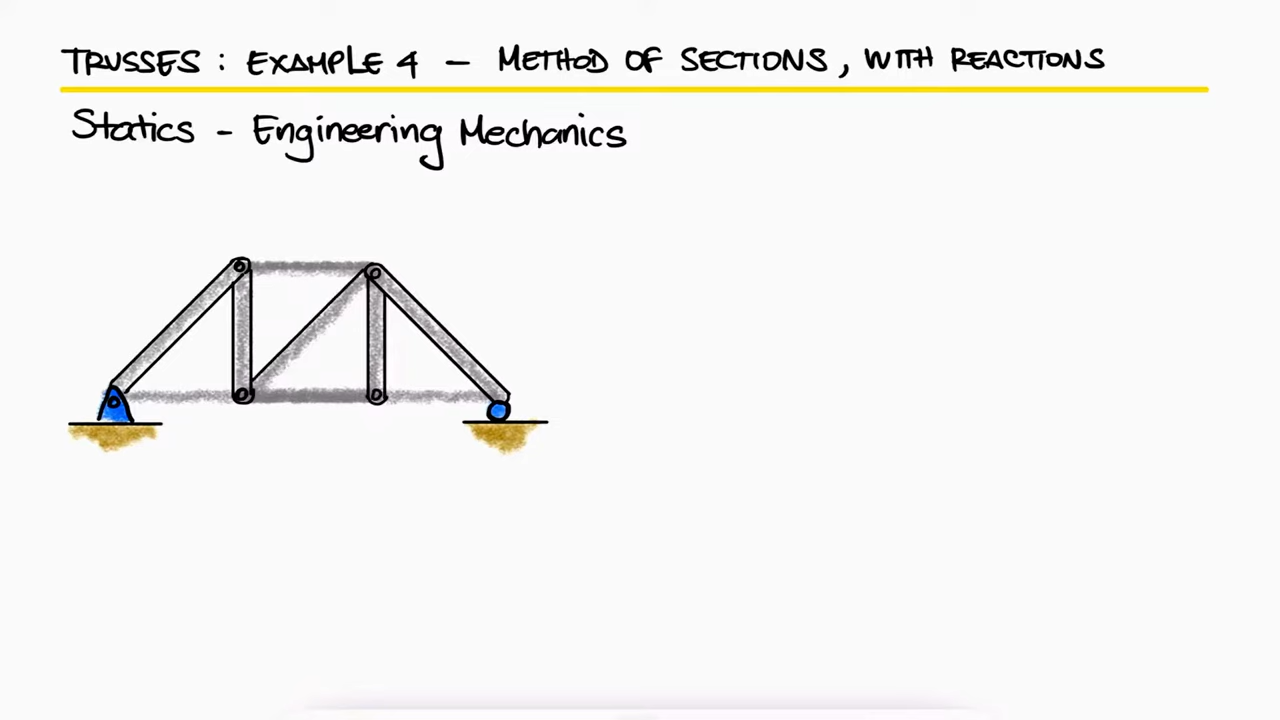 TRUSSES : EXAMPLE 4 – METHOD OF SECTIONS, WITH REACTIONS
Statics - Engineering Mechanics